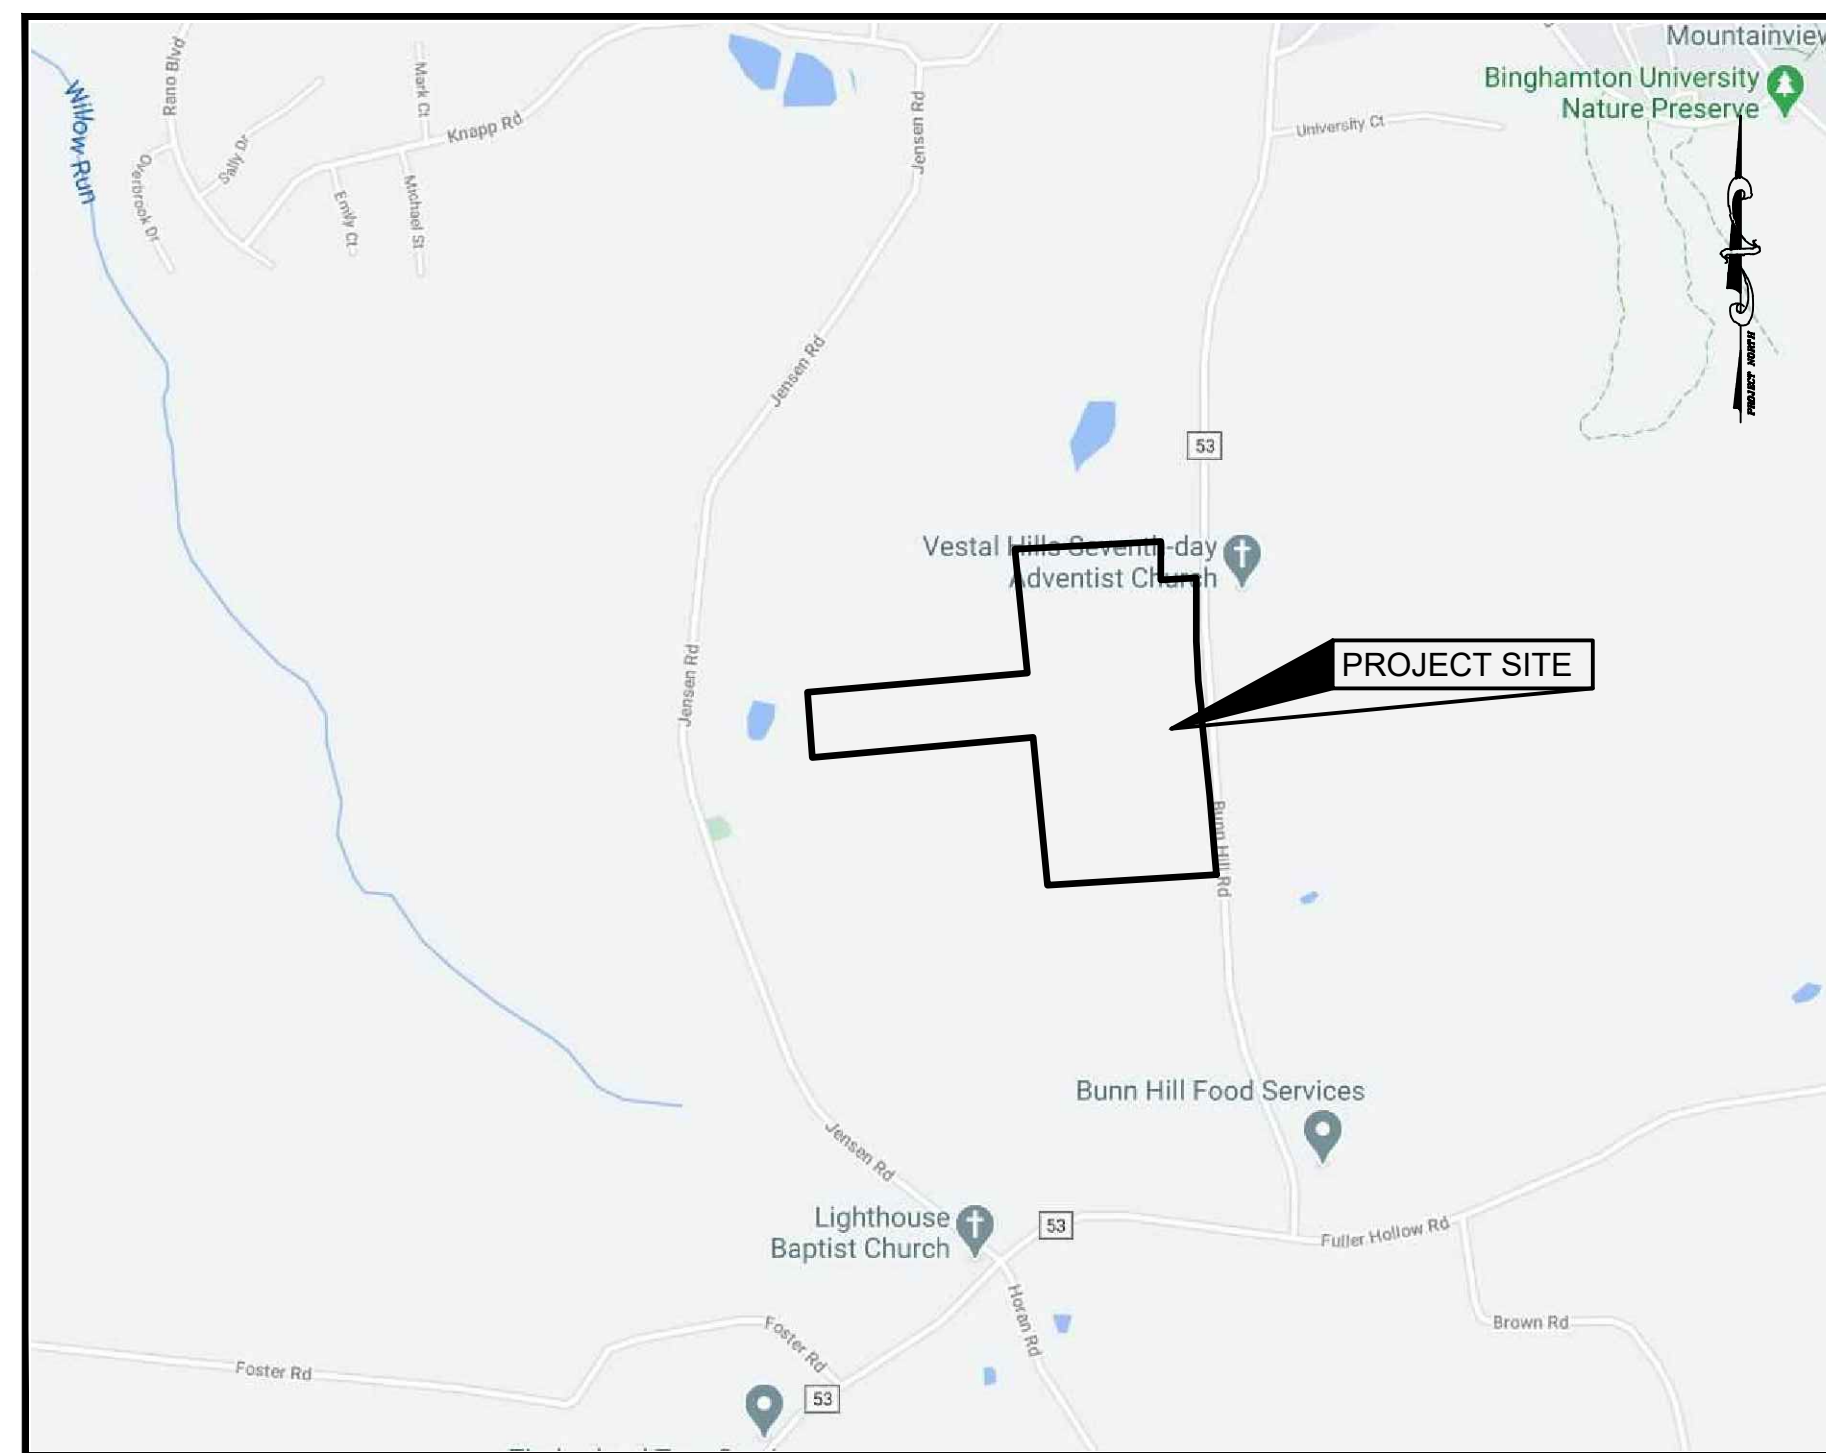 Mountainview
Binghamton University
Nature Preserve
Rano Blvd
Mark Ct
Willow Run
Knapp Rd
Jensen Rd
University Ct
Sally Dr
Overbrook Dr
Emily Ct
Michael St
PROJECT NORTH
Jensen Rd
53
Vestal Hills Seventh-day
Adventist Church
PROJECT SITE
Jensen Rd
Bunn Hill Rd
Bunn Hill Food Services
Jensen Rd
Lighthouse
Baptist Church
53
Fuller Hollow Rd
Horan Rd
Foster Rd
Brown Rd
Foster Rd
53